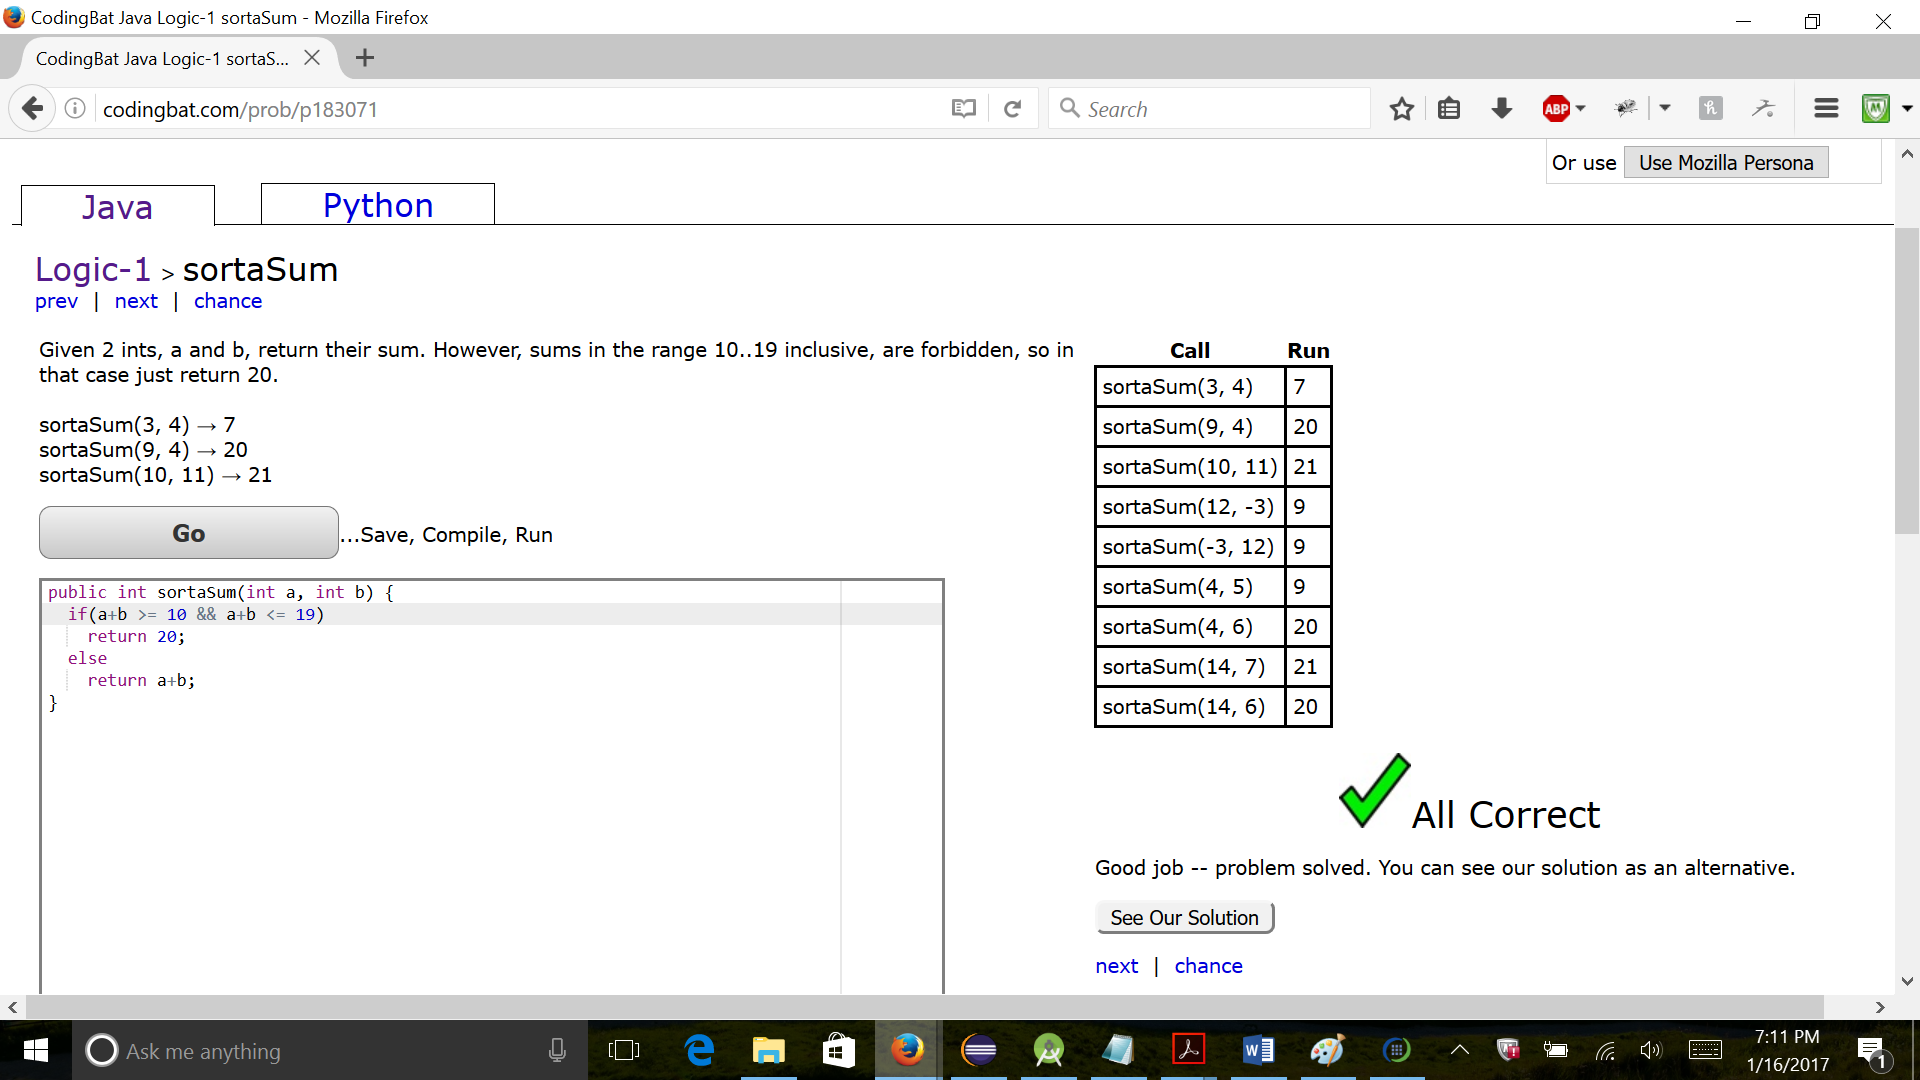 CodingBat Java Logic-1 sortaSum - Mozilla Firefox
CodingBat Java Logic-1 sortaS...
codingbat.com/prob/p183071
Search
ABP
Or use Use Mozilla Persona
Java
Python
Logic-1 > sortaSum
prev | next | chance
Given 2 ints, a and b, return their sum. However, sums in the range 10..19 inclusive, are forbidden, so in
that case just return 20.
sortaSum(3, 4) → 7
sortaSum(9, 4) → 20
sortaSum(10, 11) → 21
Go
...Save, Compile, Run
public int sortaSum(int a, int b) {
if(a+b >= 10 && a+b <= 19)
return 20;
else
return a+b;
}
Call Run
sortaSum(3, 4) 7
sortaSum(9, 4) 20
sortaSum(10, 11) 21
sortaSum(12, -3) 9
sortaSum(-3, 12) 9
sortaSum(4, 5) 9
sortaSum(4, 6) 20
sortaSum(14, 7) 21
sortaSum(14, 6) 20
All Correct
Good job -- problem solved. You can see our solution as an alternative.
See Our Solution
next | chance
Ask me anything
7:11 PM
1/16/2017
1